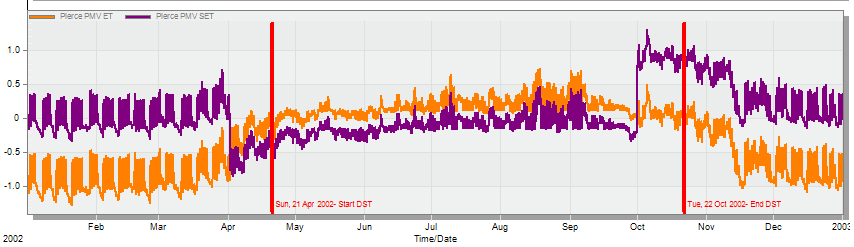 Pierce PMV ET Pierce PMV SET
1.0
0.5
0
-0.5
-1.0
Sun, 21 Apr 2002- Start DST Tue, 22 Oct 2002- End DST
Feb Mar Apr May Jun Jul Aug Sep Oct Nov Dec 2003
2002 Time/Date